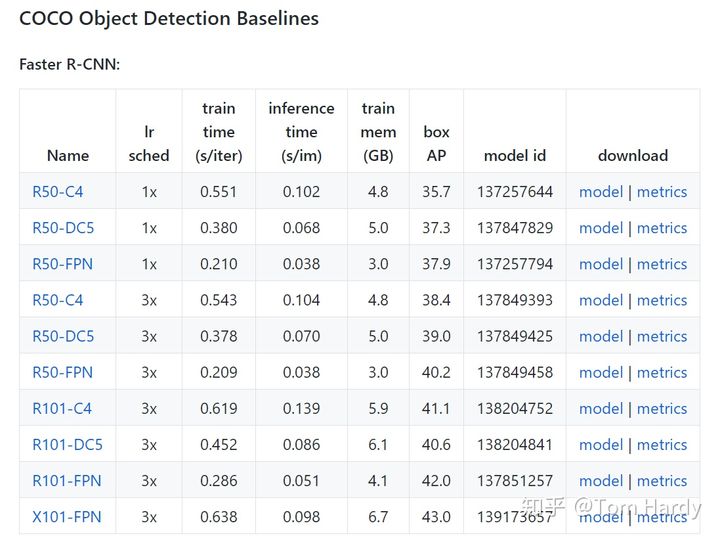 COCO Object Detection Baselines
Faster R-CNN:
Name lr sched train time (s/iter) inference time (s/im) train mem (GB) box AP model id download
R50-C4 1x 0.551 0.102 4.8 35.7 137257644 model | metrics
R50-DC5 1x 0.380 0.068 5.0 37.3 137847829 model | metrics
R50-FPN 1x 0.210 0.038 3.0 37.9 137257794 model | metrics
R50-C4 3x 0.543 0.104 4.8 38.4 137849393 model | metrics
R50-DC5 3x 0.378 0.070 5.0 39.0 137849425 model | metrics
R50-FPN 3x 0.209 0.038 3.0 40.2 137849458 model | metrics
R101-C4 3x 0.619 0.139 5.9 41.1 138204752 model | metrics
R101-DC5 3x 0.452 0.086 6.1 40.6 138204841 model | metrics
R101-FPN 3x 0.286 0.051 4.1 42.0 137851257 model | metrics
X101-FPN 3x 0.638 0.098 6.7 43.0 139173657 model | metrics
知乎 @Tom Hardy